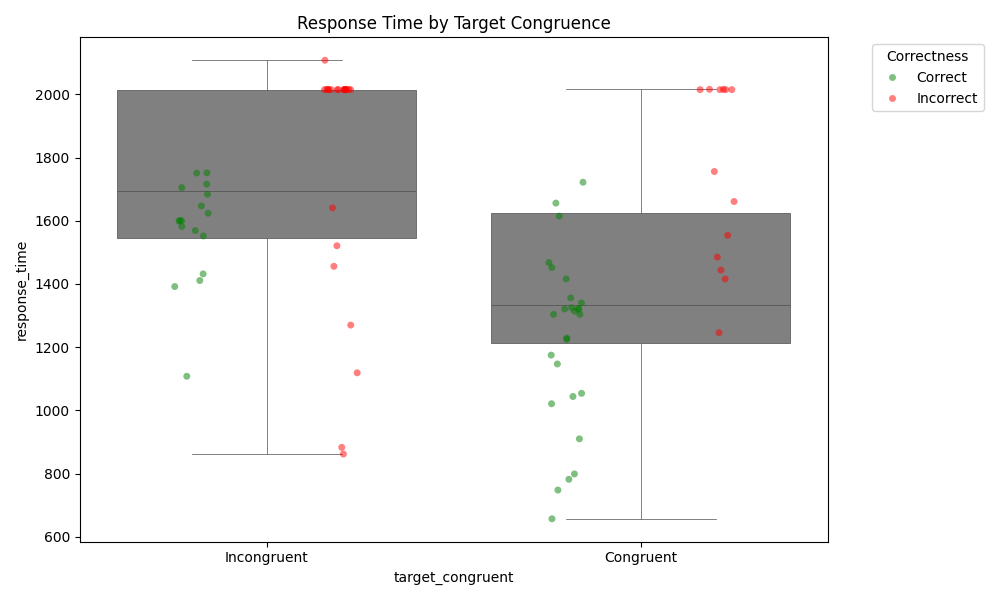 Response Time by Target Congruence
Correctness
Correct
Incorrect
response_time
2000
1800
1600
1400
1200
1000
800
600
Incongruent
Congruent
target_congruent